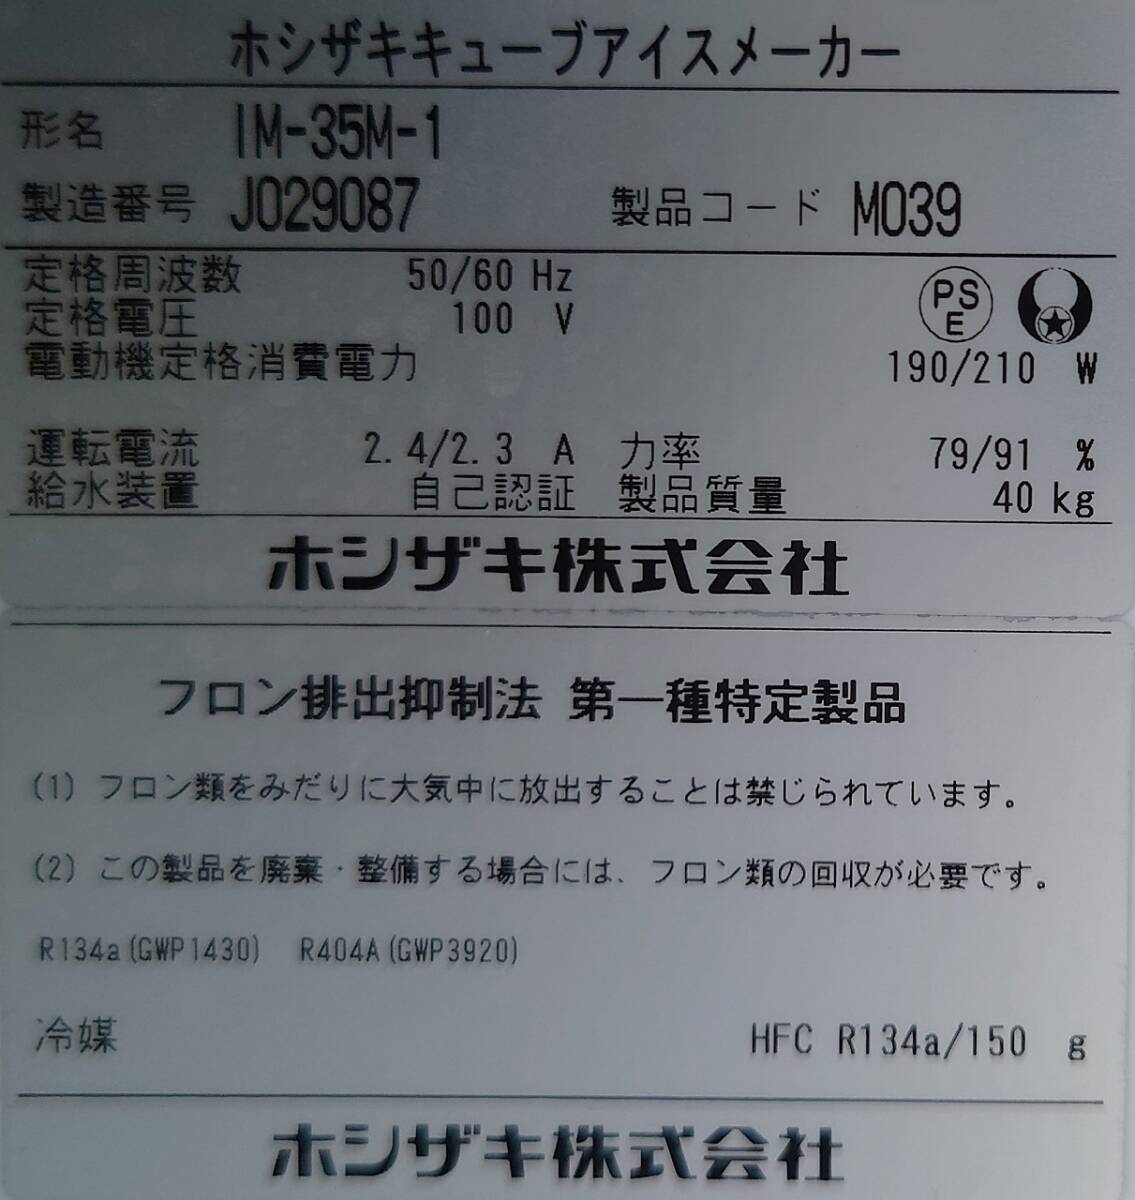 ホシザキキューブアイスメーカー
形名 IM-35M-1
製造番号 J029087 製品コード M039
定格周波数 50/60 Hz
PS
E
定格電圧 100 V
電動機定格消費電力 190/210 W
運転電流 2.4/2.3 A 力率 79/91 %
給水装置 自己認証 製品質量 40 kg
ホシザキ株式会社
フロン排出抑制法 第一種特定製品
(1) フロン類をみだりに大気中に放出することは禁じられています。
(2) この製品を廃棄・整備する場合には、フロン類の回収が必要です。
R134a(GWP1430) R404A(GWP3920)
冷媒 HFC R134a/150 g
ホシザキ株式会社